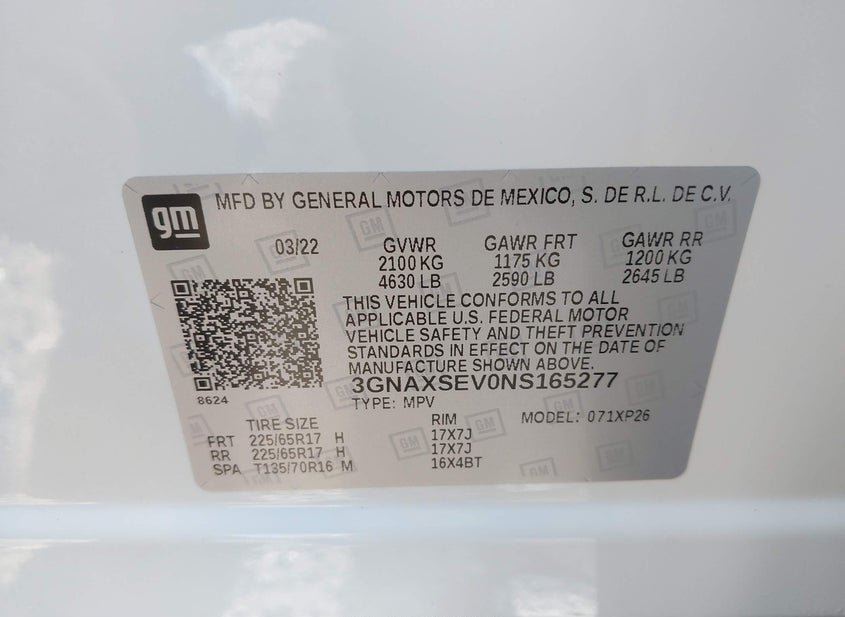 gm
MFD BY GENERAL MOTORS DE MEXICO, S. DE R.L. DE C.V.
03/22 GVWR GAWR FRT GAWR RR
2100 KG 1175 KG 1200 KG
4630 LB 2590 LB 2645 LB
THIS VEHICLE CONFORMS TO ALL
APPLICABLE U.S. FEDERAL MOTOR
VEHICLE SAFETY AND THEFT PREVENTION
STANDARDS IN EFFECT ON THE DATE OF
MANUFACTURE SHOWN ABOVE.
3GNAXSEV0NS165277
8624
TYPE: MPV MODEL: 071XP26
TIRE SIZE RIM
FRT 225/65R17 H 17X7J
RR 225/65R17 H 17X7J
SPA T135/70R16 M 16X4BT